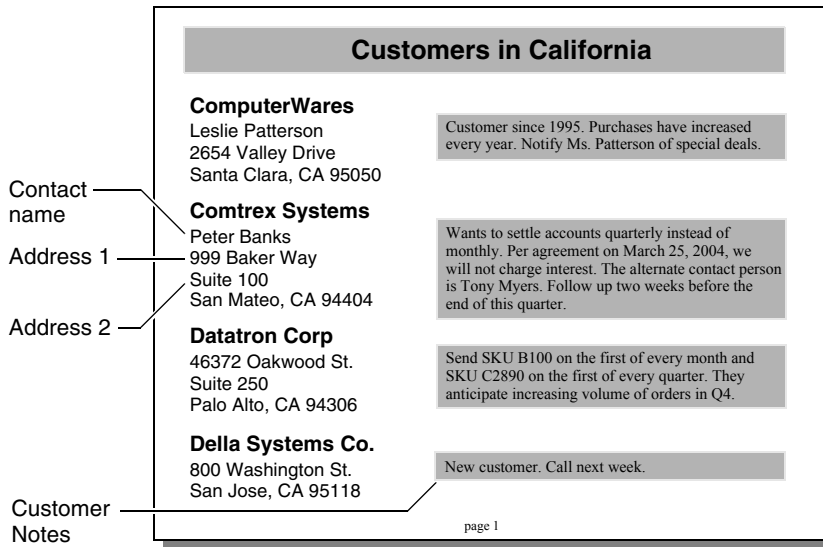 Customers in California
ComputerWares
Leslie Patterson
2654 Valley Drive
Santa Clara, CA 95050
Customer since 1995. Purchases have increased
every year. Notify Ms. Patterson of special deals.
Contact
name
Address 1
Address 2
Comtrex Systems
Peter Banks
999 Baker Way
Suite 100
San Mateo, CA 94404
Wants to settle accounts quarterly instead of
monthly. Per agreement on March 25, 2004, we
will not charge interest. The alternate contact person
is Tony Myers. Follow up two weeks before the
end of this quarter.
Datatron Corp
46372 Oakwood St.
Suite 250
Palo Alto, CA 94306
Send SKU B100 on the first of every month and
SKU C2890 on the first of every quarter. They
anticipate increasing volume of orders in Q4.
Della Systems Co.
800 Washington St.
San Jose, CA 95118
New customer. Call next week.
Customer
Notes
page 1